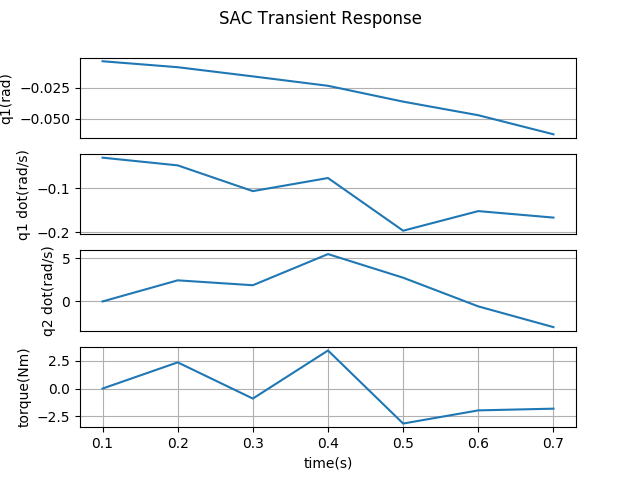 SAC Transient Response
q1(rad)
−0.025
−0.050
q1 dot(rad/s)
−0.1
−0.2
q2 dot(rad/s)
5
0
torque(Nm)
2.5
0.0
−2.5
0.1 0.2 0.3 0.4 0.5 0.6 0.7
time(s)